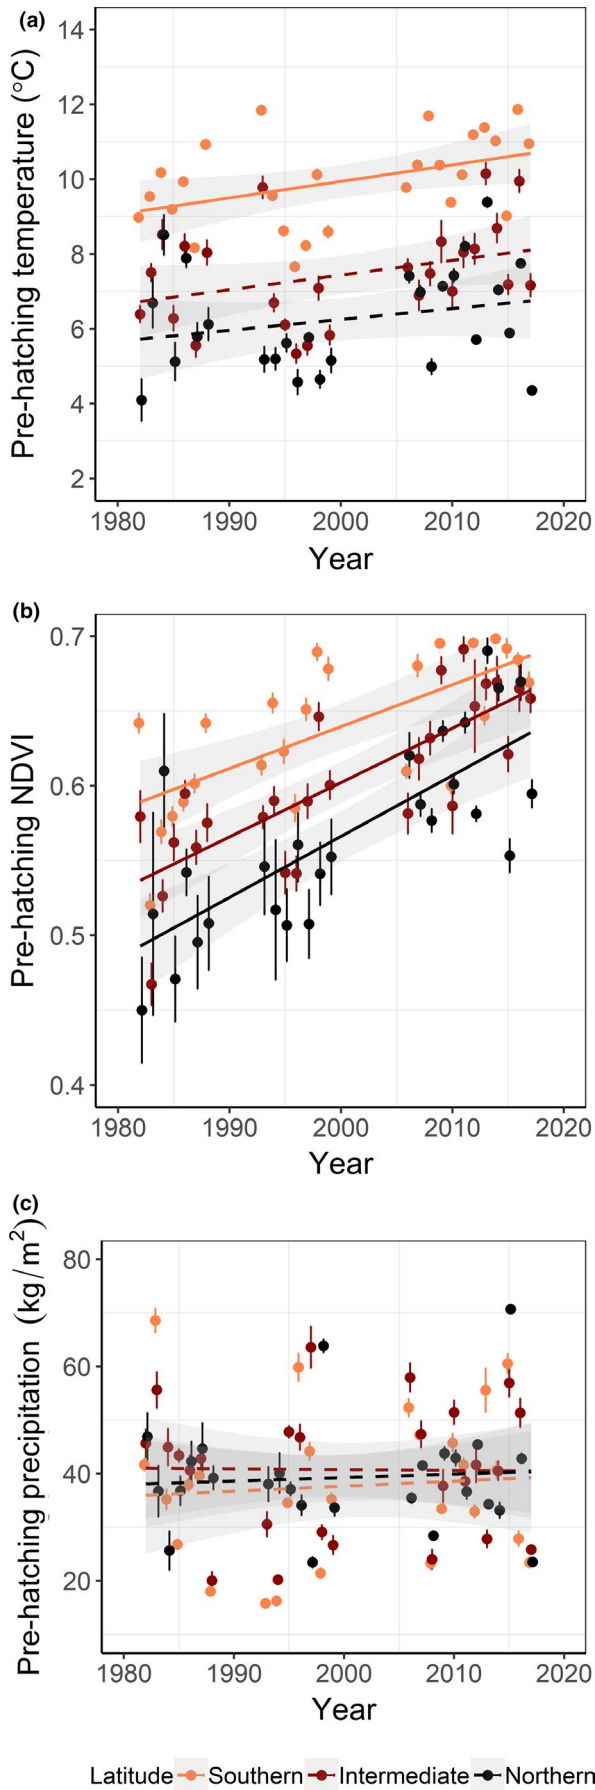 (a)
Pre-hatching temperature (°C)
14
12
10
8
6
4
2
1980 1990 2000 2010 2020
Year
(b)
Pre-hatching NDVI
0.7
0.6
0.5
0.4
1980 1990 2000 2010 2020
Year
(c)
Pre-hatching precipitation (kg/m²)
80
60
40
20
1980 1990 2000 2010 2020
Year
Latitude Southern Intermediate Northern